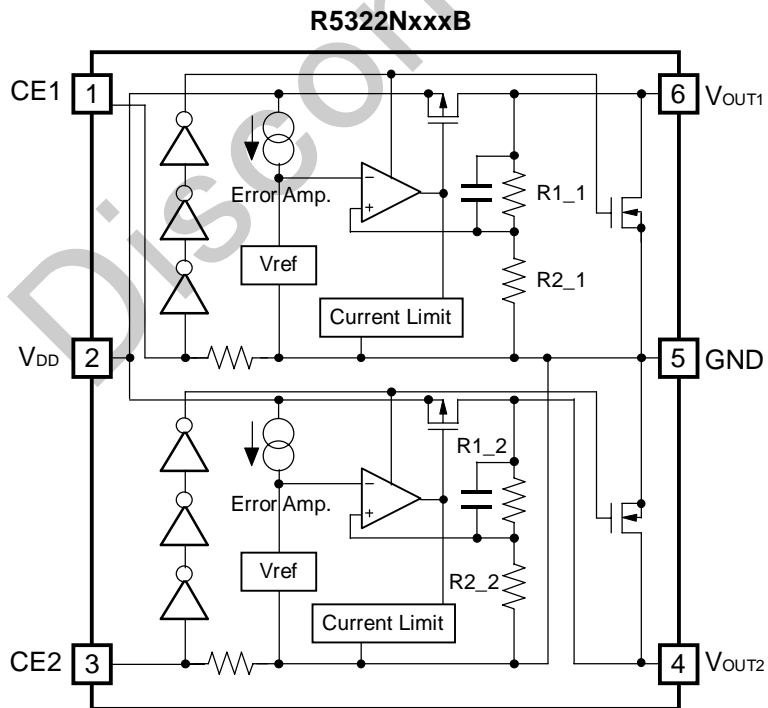 R5322NxxxB
Discon
CE1 1
6 VOUT1
Error Amp.
−
+
R1_1
Vref
R2_1
Current Limit
VDD 2
5 GND
R1_2
Error Amp.
−
+
Vref
R2_2
Current Limit
CE2 3
4 VOUT2